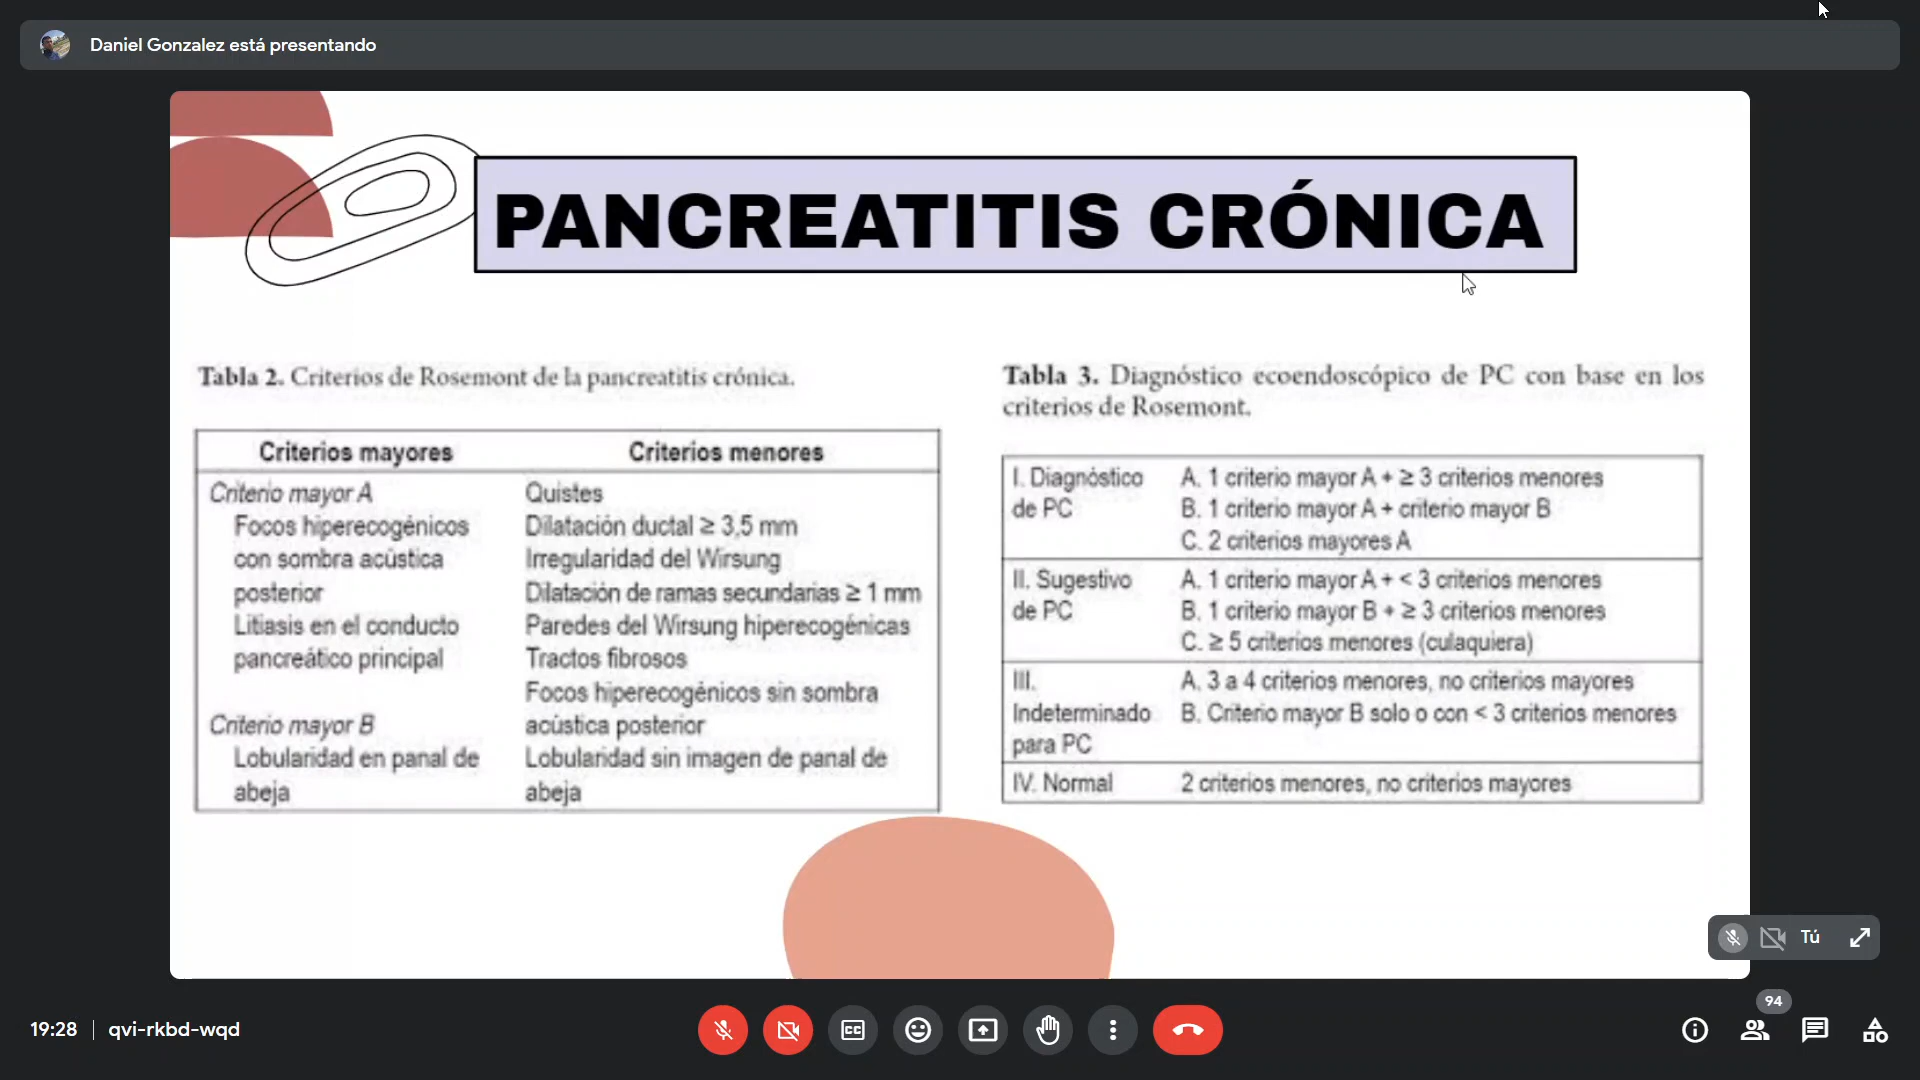 Daniel Gonzalez está presentando
PANCREATITIS CRÓNICA
Tabla 2. Criterios de Rosemont de la pancreatitis crónica.
Criterios mayores
Criterio mayor A
Focos hiperecogénicos
con sombra acústica
posterior
Litiasis en el conducto
pancreático principal
Criterio mayor B
Lobularidad en panal de
abeja
Criterios menores
Quistes
Dilatación ductal ≥ 3,5 mm
Irregularidad del Wirsung
Dilatación de ramas secundarias ≥ 1 mm
Paredes del Wirsung hiperecogénicas
Tractos fibrosos
Focos hiperecogénicos sin sombra
acústica posterior
Lobularidad sin imagen de panal de
abeja
Tabla 3. Diagnóstico ecoendoscópico de PC con base en los
criterios de Rosemont.
I. Diagnóstico
de PC
A. 1 criterio mayor A + ≥ 3 criterios menores
B. 1 criterio mayor A + criterio mayor B
C. 2 criterios mayores A
II. Sugestivo
de PC
A. 1 criterio mayor A + < 3 criterios menores
B. 1 criterio mayor B + ≥ 3 criterios menores
C. ≥ 5 criterios menores (culaquiera)
III.
Indeterminado
para PC
A. 3 a 4 criterios menores, no criterios mayores
B. Criterio mayor B solo o con < 3 criterios menores
IV. Normal
2 criterios menores, no criterios mayores
Tú
94
19:28 | qvi-rkbd-wqd